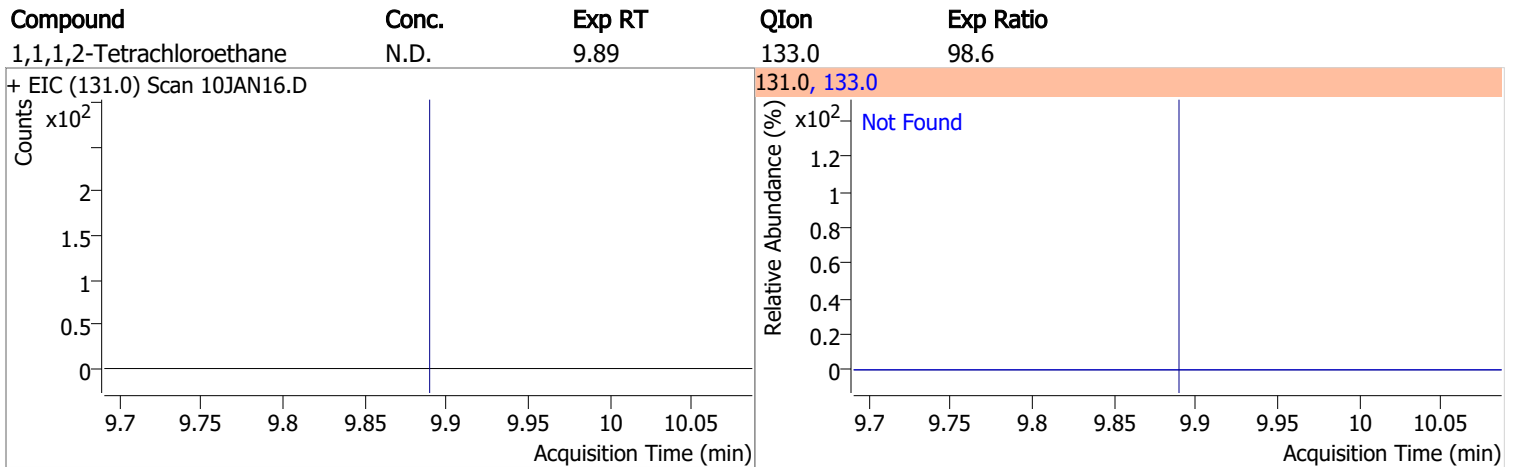 Compound Conc. Exp RT QIon Exp Ratio
1,1,1,2-Tetrachloroethane N.D. 9.89 133.0 98.6
+ EIC (131.0) Scan 10JAN16.D
Counts
x10²
2
1.5
1
0.5
0
9.7 9.75 9.8 9.85 9.9 9.95 10 10.05
Acquisition Time (min)
131.0, 133.0
Relative Abundance (%)
x10²
Not Found
1.2
1
0.8
0.6
0.4
0.2
0
9.7 9.75 9.8 9.85 9.9 9.95 10 10.05
Acquisition Time (min)